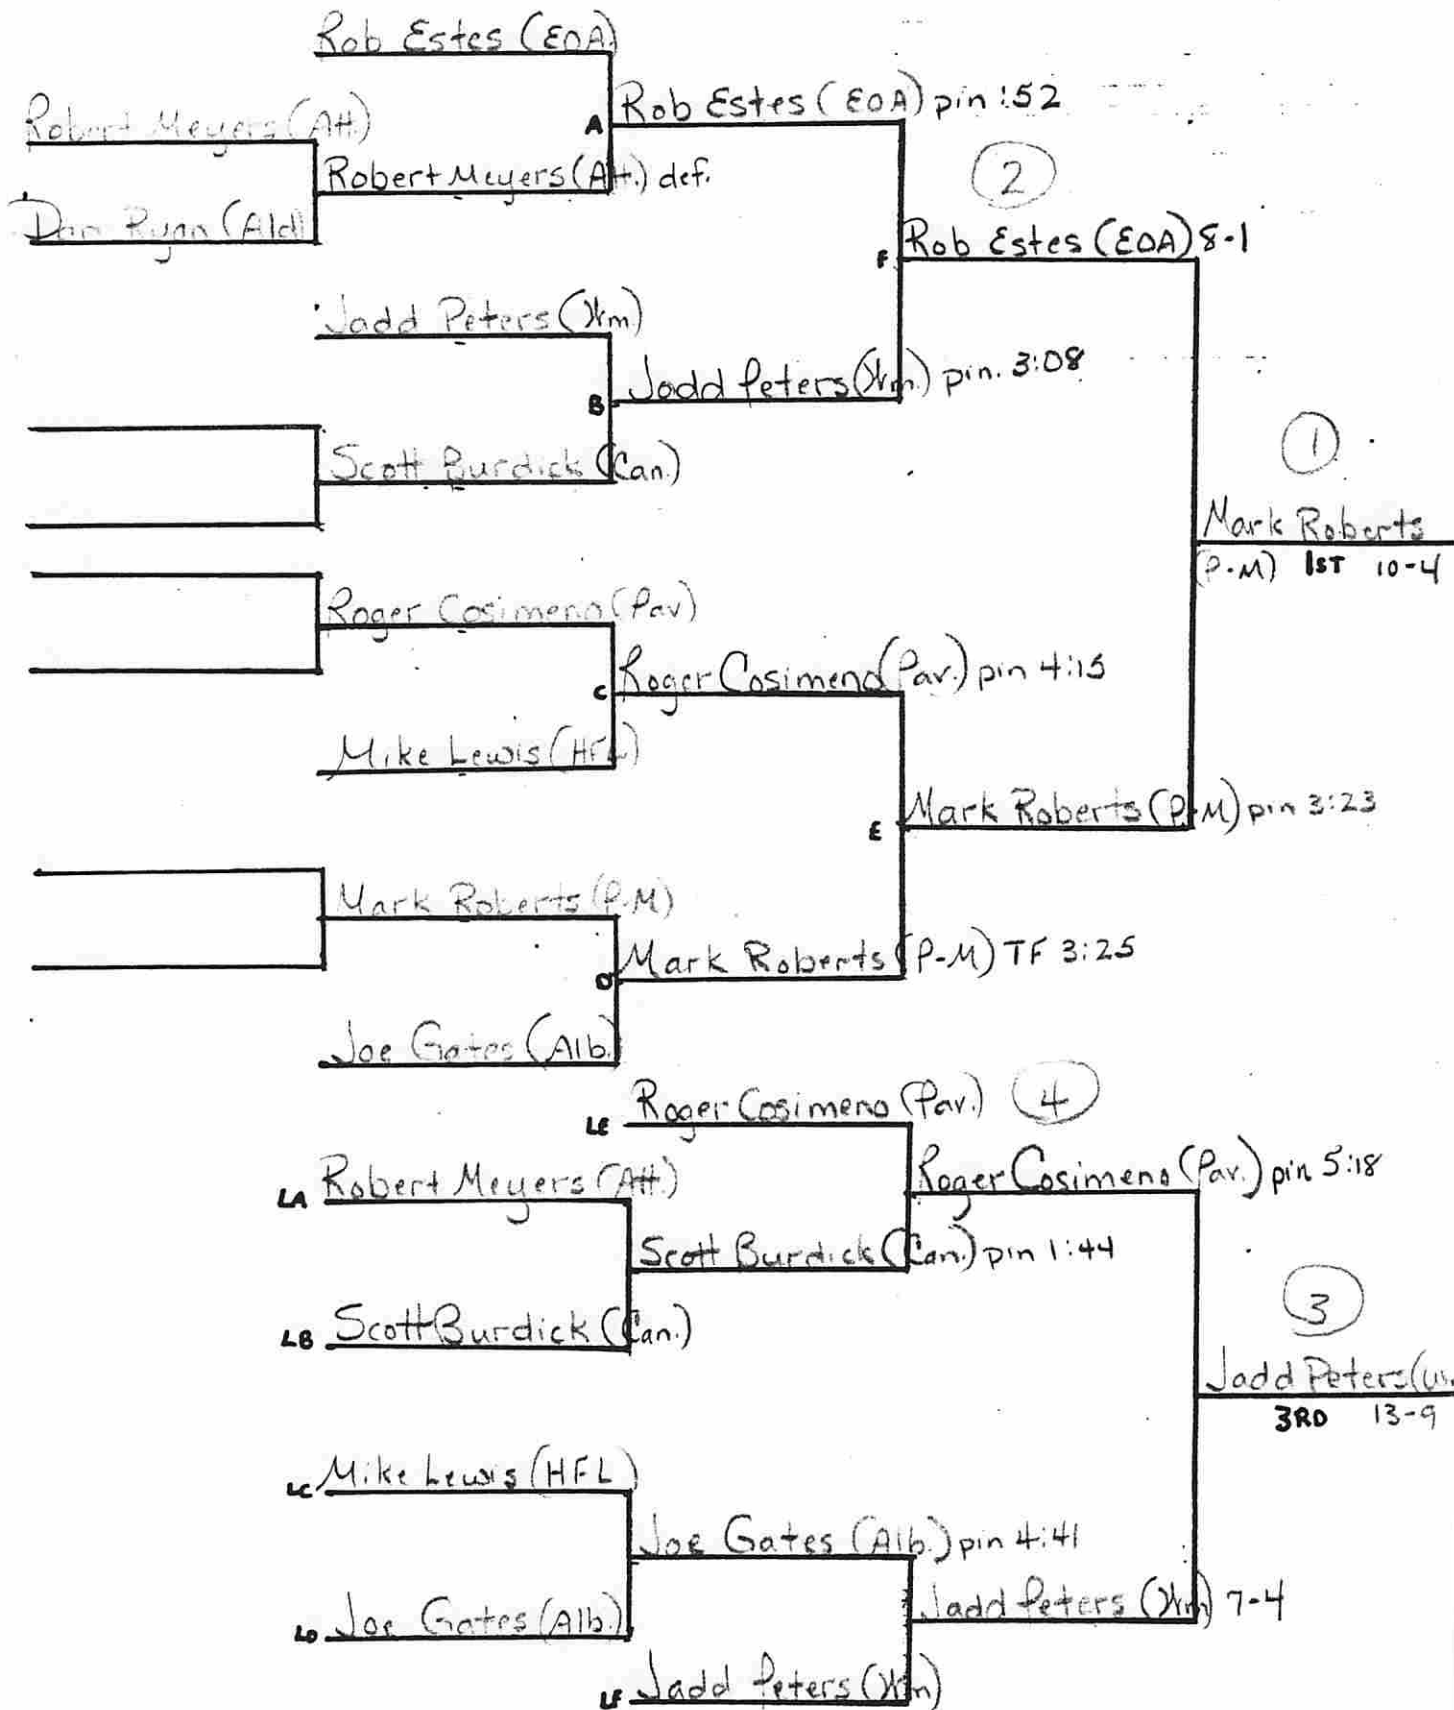 Rob Estes (EOA)
Rob Estes (EOA) pin :52
Robert Meyers (Att.)
A
Robert Meyers (Att.) def.
2
Dan Ryan (Ald)
Rob Estes (EOA) 8-1
F
Jadd Peters (Wm.)
Jadd Peters (Wm.) pin. 3:08
B
1
Scott Burdick (Can.)
Mark Roberts
(P-M) 1ST 10-4
Roger Cosimeno (Pav)
Roger Cosimeno (Pav.) pin 4:15
C
Mike Lewis (HFL)
Mark Roberts (P-M) pin 3:23
E
Mark Roberts (P-M)
Mark Roberts (P-M) TF 3:25
D
Joe Gates (Alb.)
Roger Cosimeno (Pav.) 4
LE
Roger Cosimeno (Pav.) pin 5:18
LA Robert Meyers (Att.)
Scott Burdick (Can.) pin 1:44
3
LB Scott Burdick (Can.)
Jadd Peters
3RD 13-9
LC Mike Lewis (HFL)
Joe Gates (Alb.) pin 4:41
Jadd Peters (Wm) 7-4
LD Joe Gates (Alb.)
LF Jadd Peters (Wm)